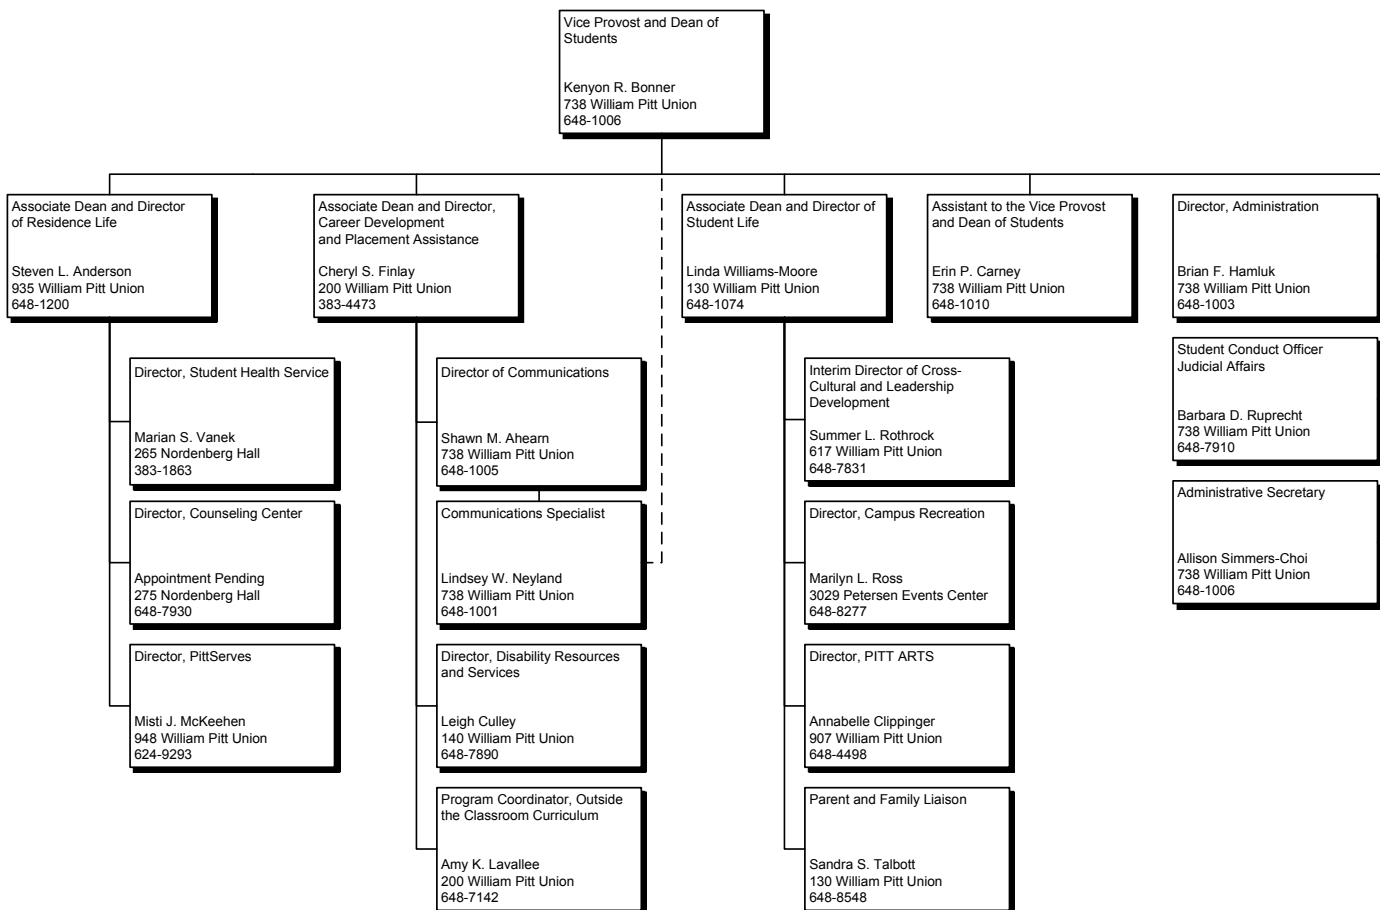 Vice Provost and Dean of
Students
Kenyon R. Bonner
738 William Pitt Union
648-1006
Associate Dean and Director
of Residence Life
Steven L. Anderson
935 William Pitt Union
648-1200
Associate Dean and Director,
Career Development
and Placement Assistance
Cheryl S. Finlay
200 William Pitt Union
383-4473
Associate Dean and Director of
Student Life
Linda Williams-Moore
130 William Pitt Union
648-1074
Assistant to the Vice Provost
and Dean of Students
Erin P. Carney
738 William Pitt Union
648-1010
Director, Administration
Brian F. Hamluk
738 William Pitt Union
648-1003
Director, Student Health Service
Marian S. Vanek
265 Nordenberg Hall
383-1863
Director of Communications
Shawn M. Ahearn
738 William Pitt Union
648-1005
Interim Director of Cross-
Cultural and Leadership
Development
Summer L. Rothrock
617 William Pitt Union
648-7831
Student Conduct Officer
Judicial Affairs
Barbara D. Ruprecht
738 William Pitt Union
648-7910
Director, Counseling Center
Appointment Pending
275 Nordenberg Hall
648-7930
Communications Specialist
Lindsey W. Neyland
738 William Pitt Union
648-1001
Director, Campus Recreation
Marilyn L. Ross
3029 Petersen Events Center
648-8277
Administrative Secretary
Allison Simmers-Choi
738 William Pitt Union
648-1006
Director, PittServes
Misti J. McKeehen
948 William Pitt Union
624-9293
Director, Disability Resources
and Services
Leigh Culley
140 William Pitt Union
648-7890
Director, PITT ARTS
Annabelle Clippinger
907 William Pitt Union
648-4498
Program Coordinator, Outside
the Classroom Curriculum
Amy K. Lavallee
200 William Pitt Union
648-7142
Parent and Family Liaison
Sandra S. Talbott
130 William Pitt Union
648-8548